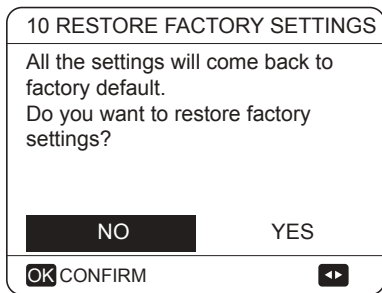 10 RESTORE FACTORY SETTINGS
All the settings will come back to
factory default.
Do you want to restore factory
settings?
NO YES
OK CONFIRM